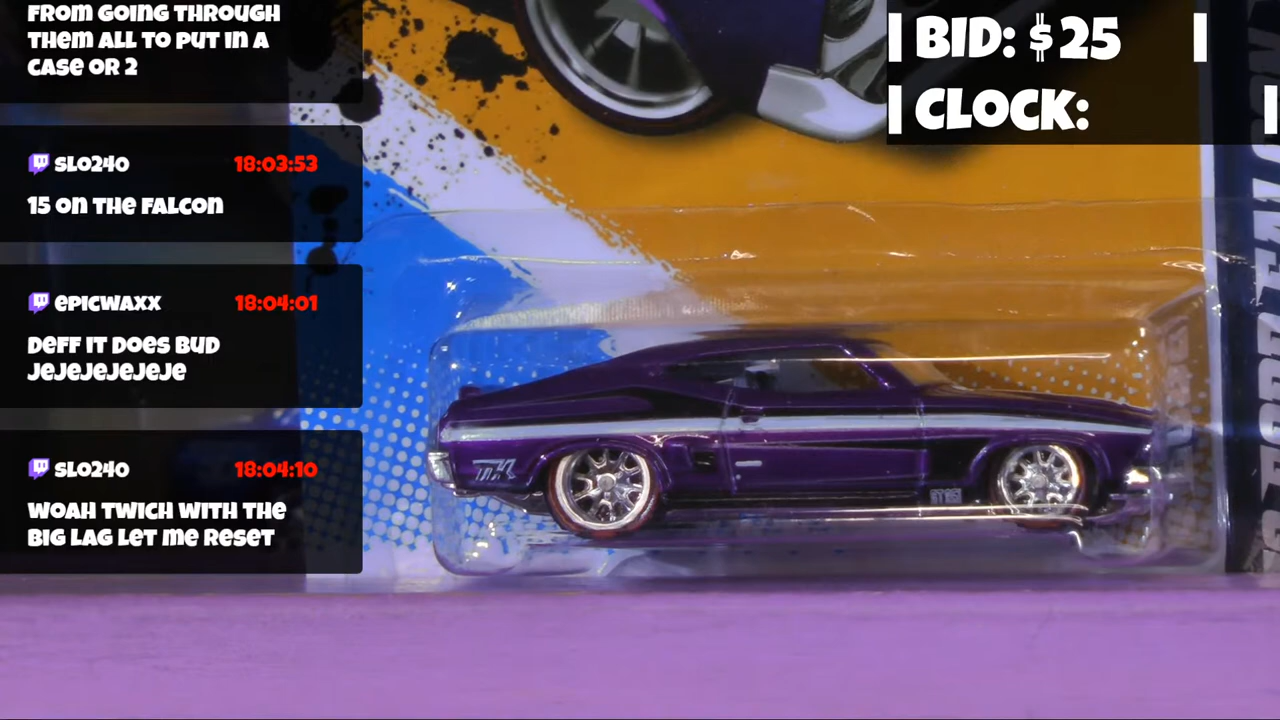 FROM GOING THROUGH
THEM ALL TO PUT IN A
CASE OR 2
SLO240 18:03:53
15 ON THE FALCON
EPICWAXX 18:04:01
DEFF IT DOES BUD
JEJEJEJEJEJE
SLO240 18:04:10
WOAH TWICH WITH THE
BIG LAG LET ME RESET
| BID: $25 |
| CLOCK: |